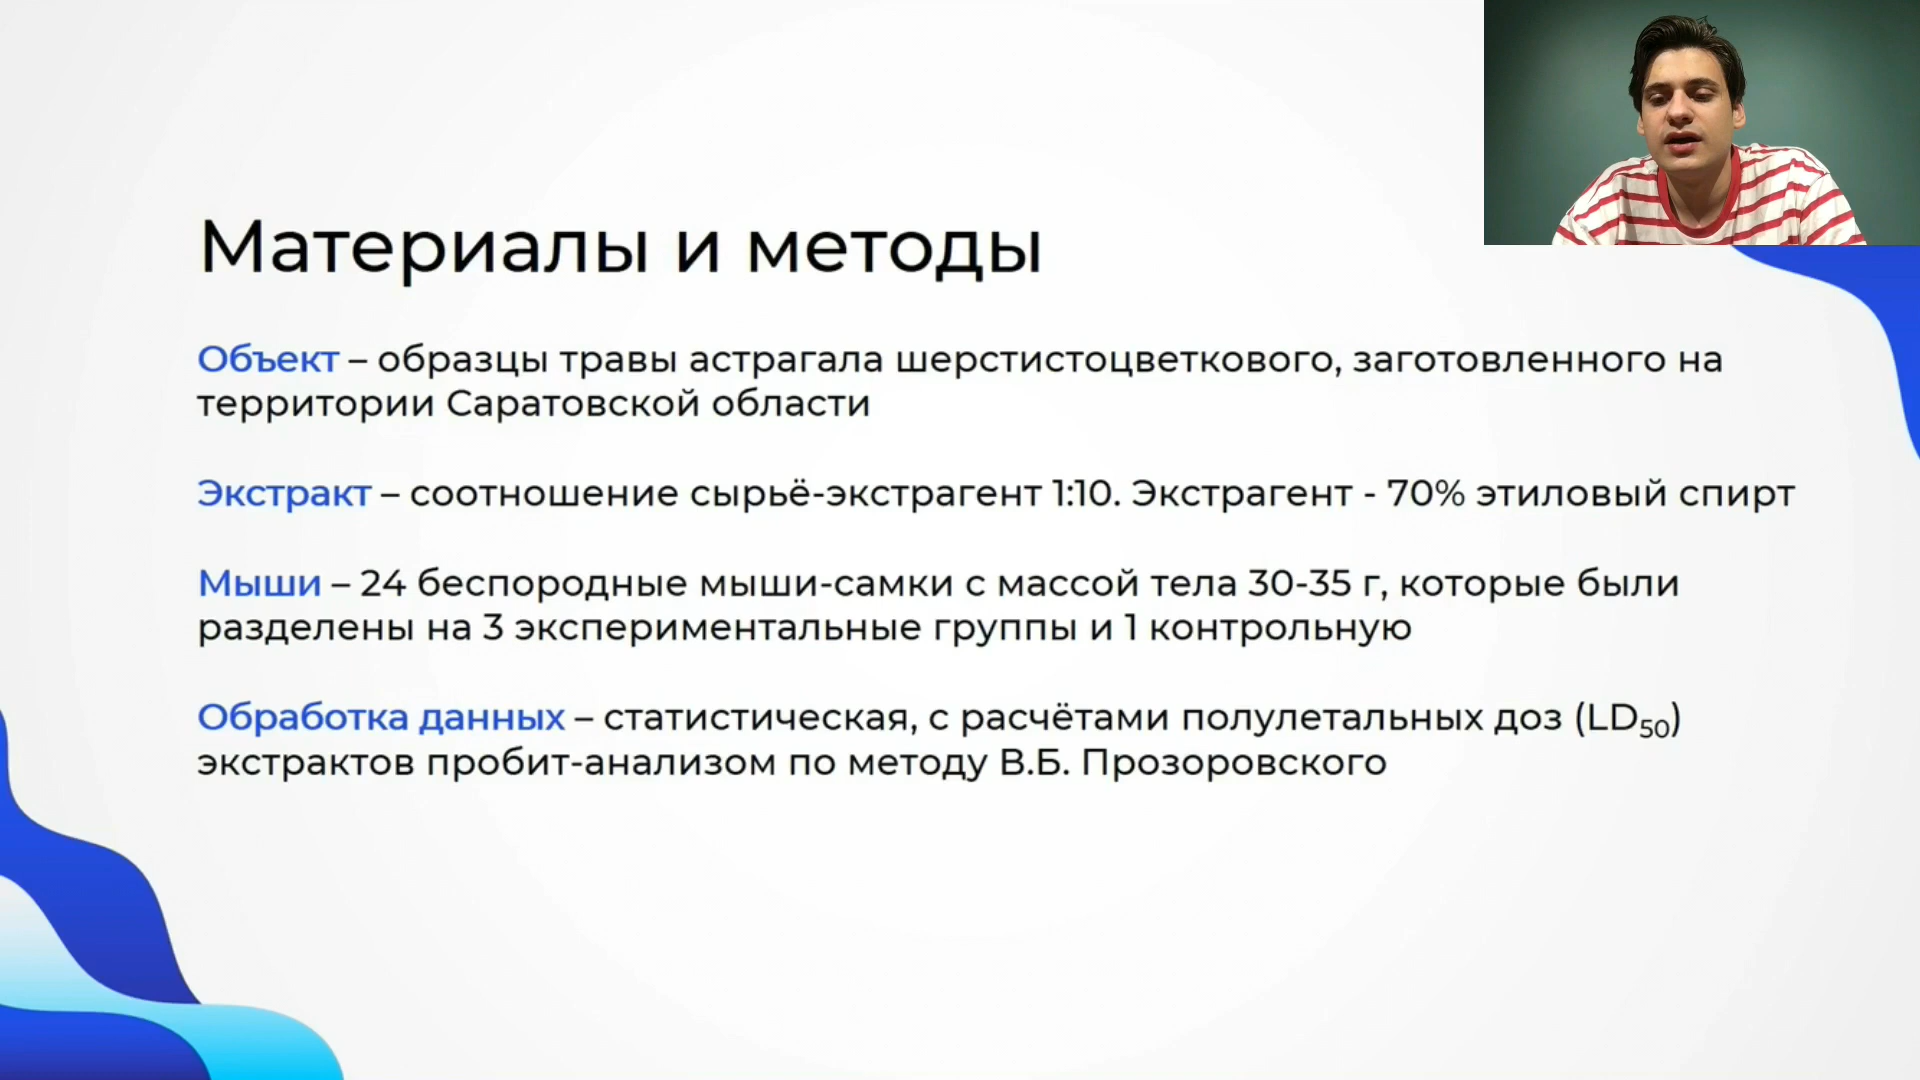 Материалы и методы
Объект – образцы травы астрагала шерстистоцветкового, заготовленного на
территории Саратовской области
Экстракт – соотношение сырьё-экстрагент 1:10. Экстрагент - 70% этиловый спирт
Мыши – 24 беспородные мыши-самки с массой тела 30-35 г, которые были
разделены на 3 экспериментальные группы и 1 контрольную
Обработка данных – статистическая, с расчётами полулетальных доз (LD50)
экстрактов пробит-анализом по методу В.Б. Прозоровского